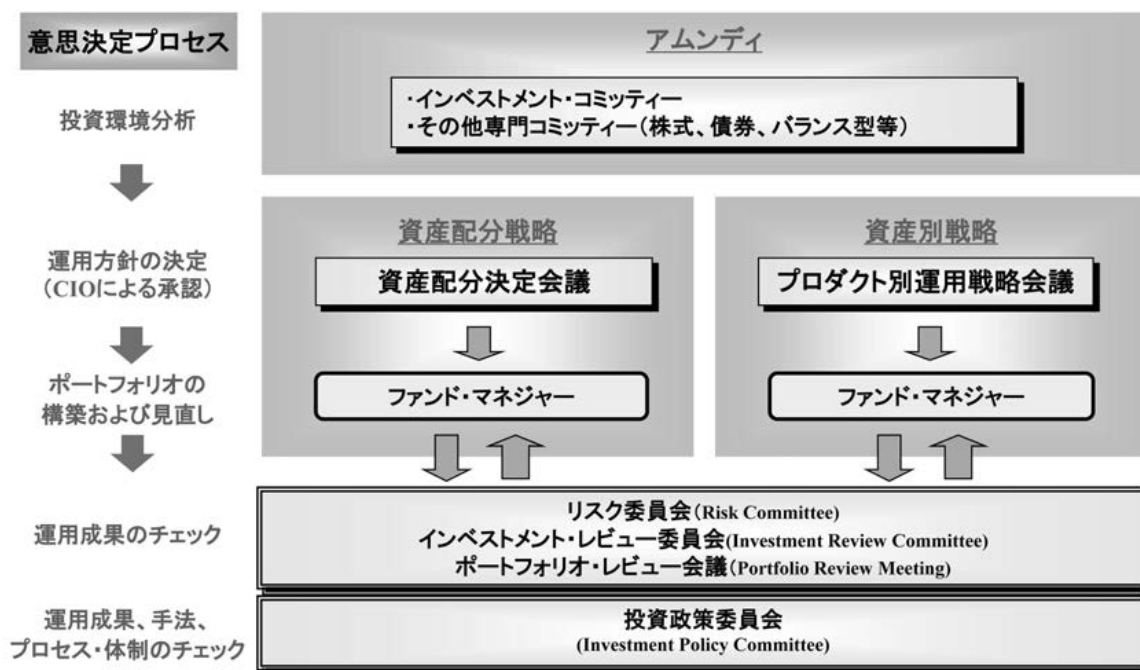 意思決定プロセス
アムンディ
・インベストメント・コミッティー
・その他専門コミッティー(株式、債券、バランス型等)
投資環境分析
資産配分戦略
資産別戦略
運用方針の決定
(CIOによる承認)
資産配分決定会議
プロダクト別運用戦略会議
ポートフォリオの
構築および見直し
ファンド・マネジャー
ファンド・マネジャー
運用成果のチェック
リスク委員会(Risk Committee)
インベストメント・レビュー委員会(Investment Review Committee)
ポートフォリオ・レビュー会議(Portfolio Review Meeting)
運用成果、手法、
プロセス・体制のチェック
投資政策委員会
(Investment Policy Committee)